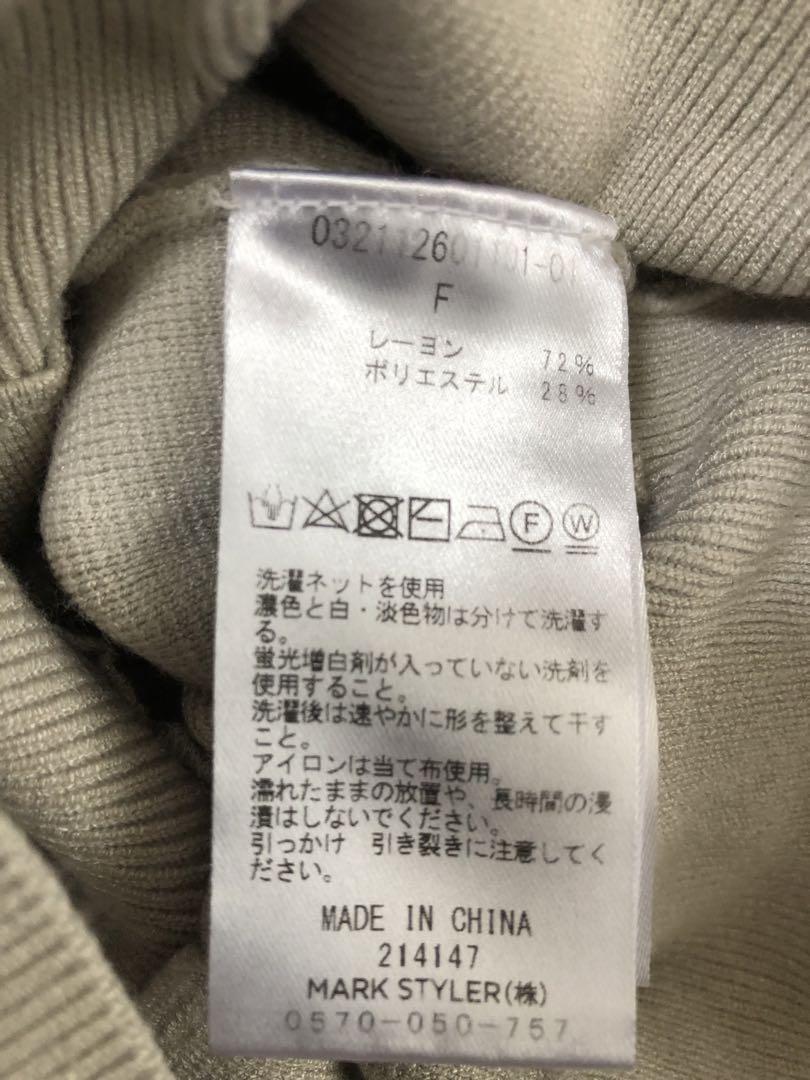 032112601101-01
F
レーヨン 72%
ポリエステル 28%
F W
洗濯ネットを使用
濃色と白・淡色物は分けて洗濯す
る。
蛍光増白剤が入っていない洗剤を
使用すること。
洗濯後は速やかに形を整えて干す
こと。
アイロンは当て布使用。
濡れたままの放置や、長時間の浸
漬はしないでください。
引っかけ 引き裂きに注意してく
ださい。
MADE IN CHINA
214147
MARK STYLER(株)
0570-050-757